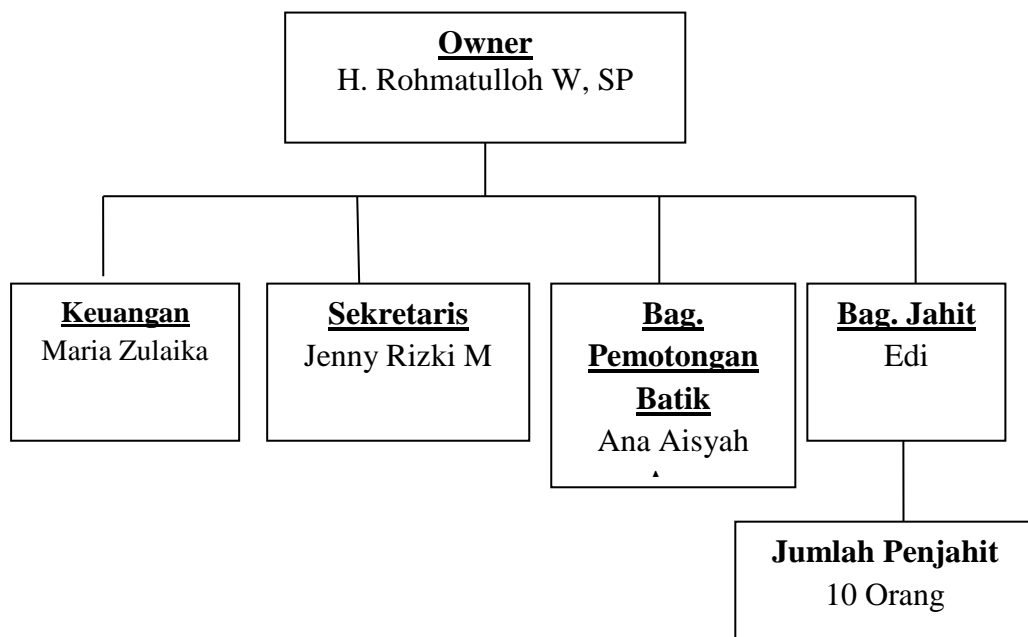 Owner
H. Rohmatulloh W, SP
Keuangan
Maria Zulaika
Sekretaris
Jenny Rizki M
Bag.
Pemotongan
Batik
Ana Aisyah
Bag. Jahit
Edi
Jumlah Penjahit
10 Orang